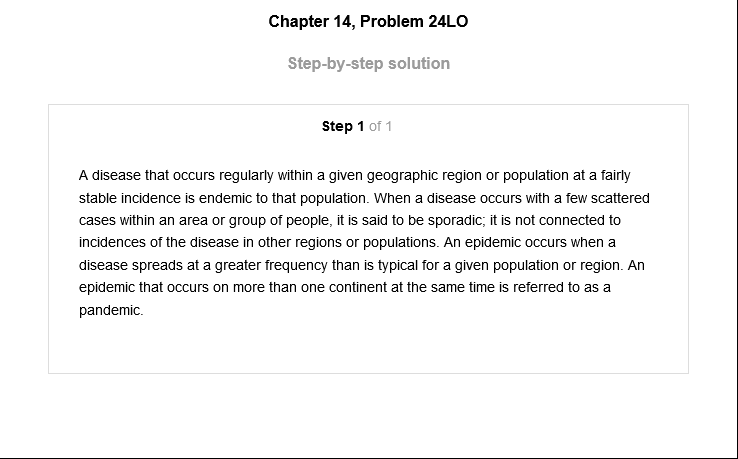 Chapter 14, Problem 24LO
Step-by-step solution
Step 1 of 1
A disease that occurs regularly within a given geographic region or population at a fairly
stable incidence is endemic to that population. When a disease occurs with a few scattered
cases within an area or group of people, it is said to be sporadic; it is not connected to
incidences of the disease in other regions or populations. An epidemic occurs when a
disease spreads at a greater frequency than is typical for a given population or region. An
epidemic that occurs on more than one continent at the same time is referred to as a
pandemic.